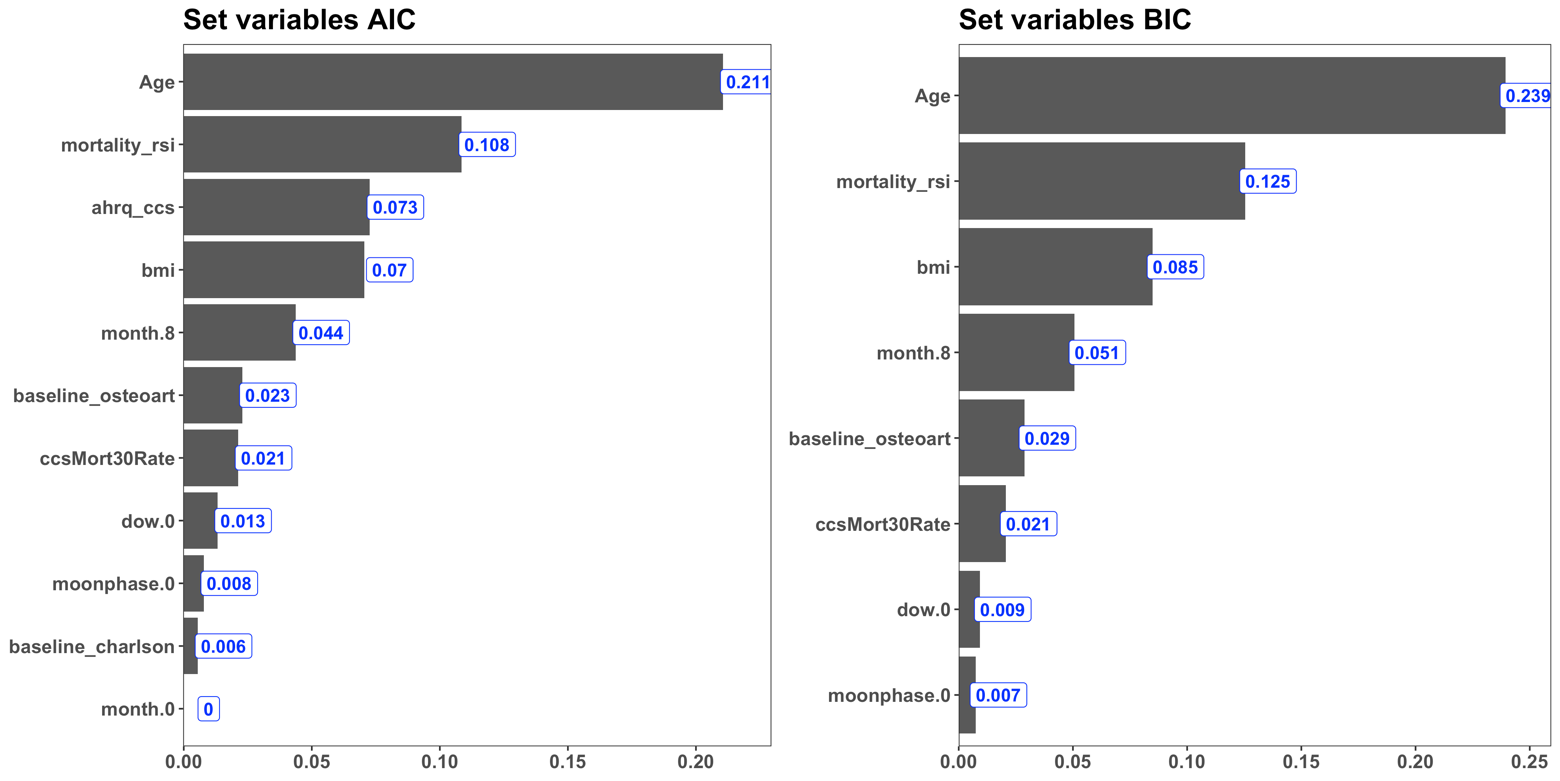 Set variables AIC
Age
0.211
mortality_rsi
0.108
ahrq_ccs
0.073
bmi
0.07
month.8
0.044
baseline_osteoart
0.023
ccsMort30Rate
0.021
dow.0
0.013
moonphase.0
0.008
baseline_charlson
0.006
month.0
0
0.00 0.05 0.10 0.15 0.20
Set variables BIC
Age
0.239
mortality_rsi
0.125
bmi
0.085
month.8
0.051
baseline_osteoart
0.029
ccsMort30Rate
0.021
dow.0
0.009
moonphase.0
0.007
0.00 0.05 0.10 0.15 0.20 0.25